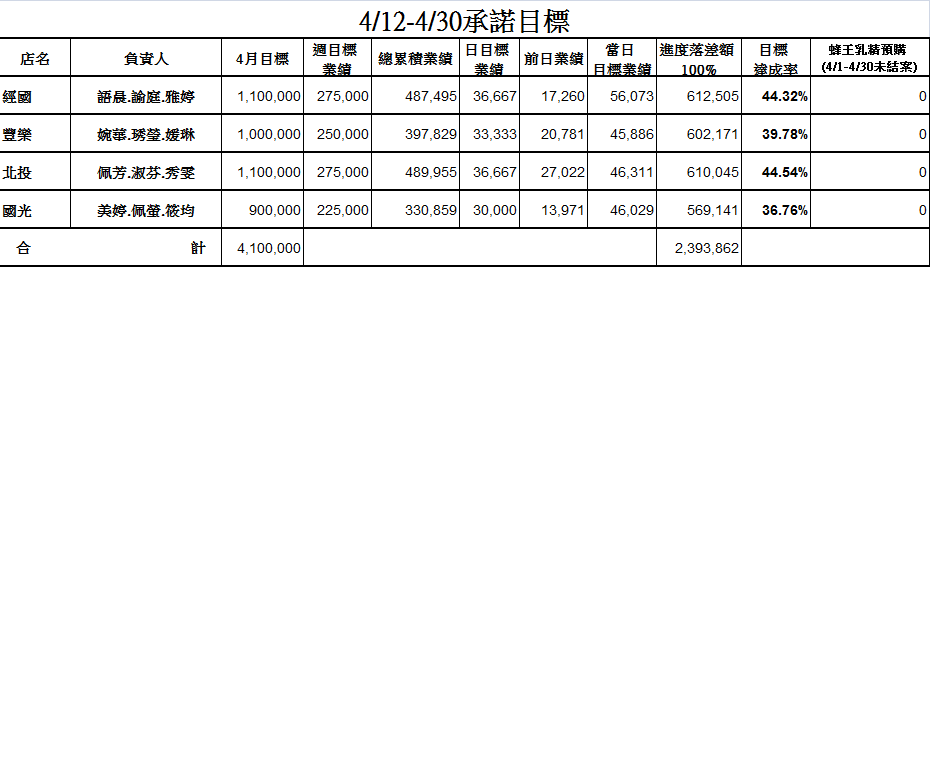 4/12-4/30承諾目標
店名 負責人 4月目標 週目標業績 總累積業績 日目標業績 前日業績 當日目標業績 進度落差額100% 目標達成率 蜂王乳精預購(4/1-4/30未結案)
經國 語晨.諭庭.雅婷 1,100,000 275,000 487,495 36,667 17,260 56,073 612,505 44.32% 0
豐樂 婉華.琇瑩.媛琳 1,000,000 250,000 397,829 33,333 20,781 45,886 602,171 39.78% 0
北投 佩芳.淑芬.秀雯 1,100,000 275,000 489,955 36,667 27,022 46,311 610,045 44.54% 0
國光 美婷.佩螢.筱均 900,000 225,000 330,859 30,000 13,971 46,029 569,141 36.76% 0
合計 4,100,000 2,393,862